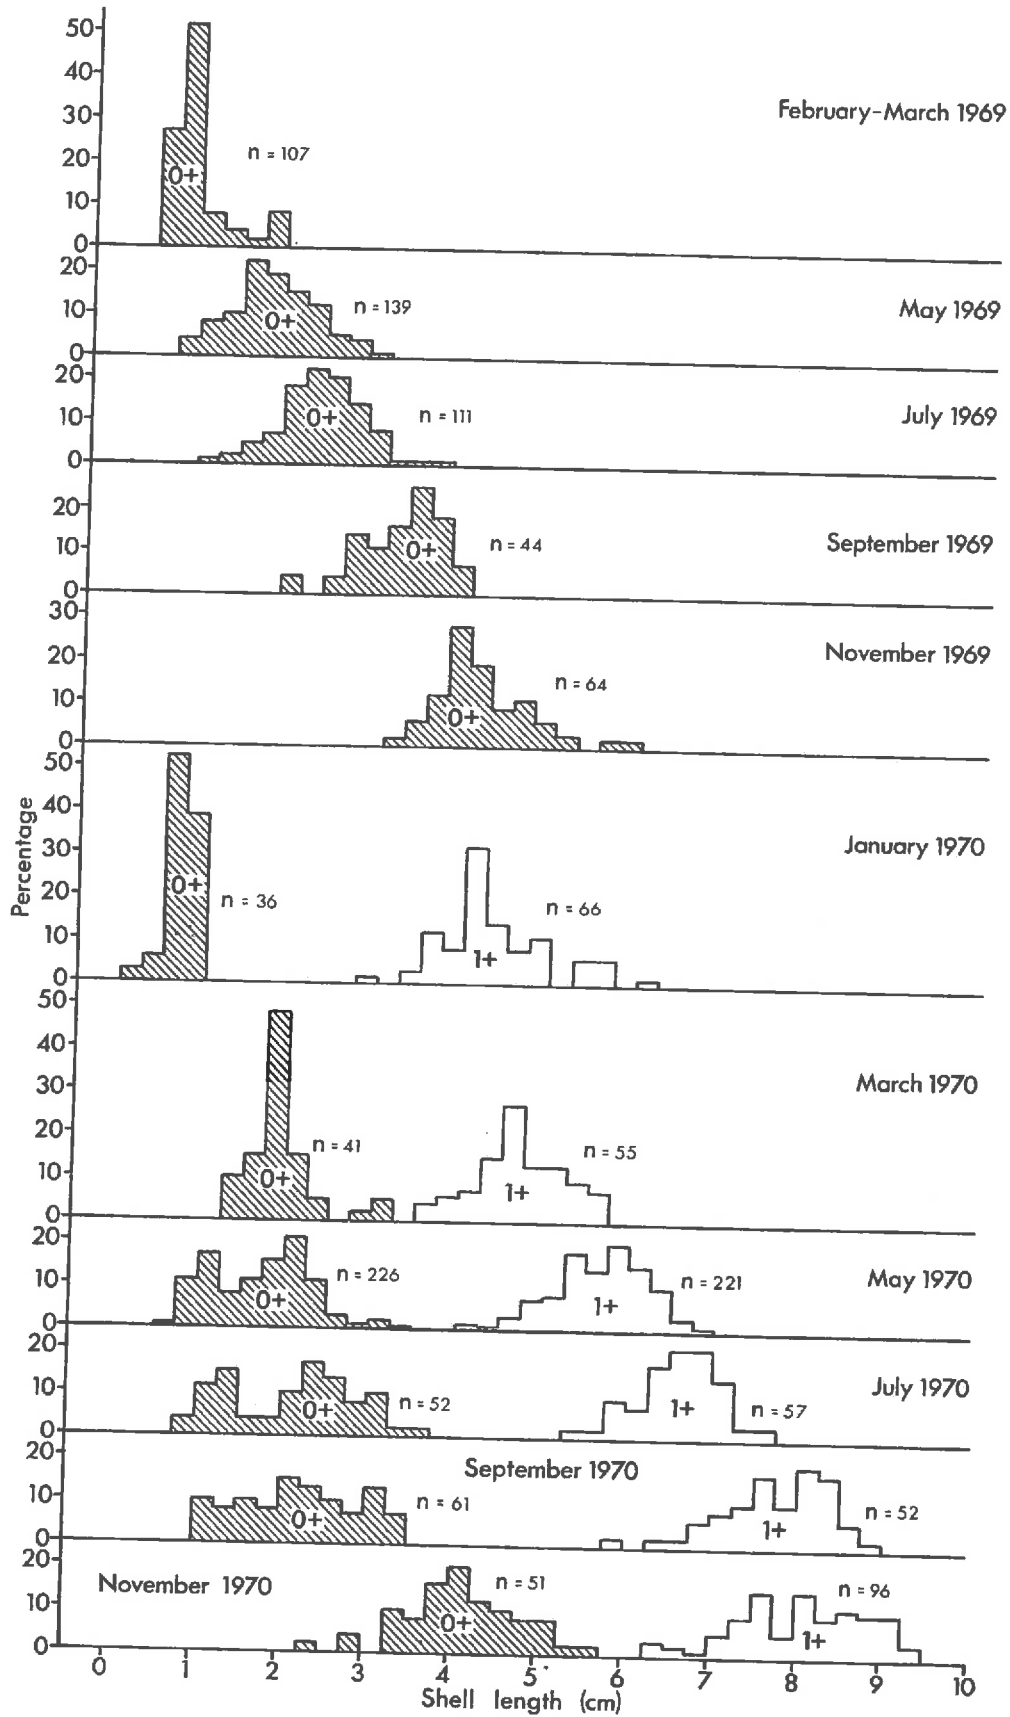 50
40
30
20
10
0
0+
n = 107
February-March 1969
20
10
0
0+
n = 139
May 1969
20
10
0
0+
n = 111
July 1969
20
10
0
0+
n = 44
September 1969
30
20
10
0
0+
n = 64
November 1969
Percentage
50
40
30
20
10
0
0+
n = 36
1+
n = 66
January 1970
50
40
30
20
10
0
0+
n = 41
1+
n = 55
March 1970
20
10
0
0+
n = 226
1+
n = 221
May 1970
20
10
0
0+
n = 52
1+
n = 57
July 1970
20
10
0
0+
n = 61
September 1970
1+
n = 52
20
10
0
November 1970
0+
n = 51
1+
n = 96
0 1 2 3 4 5 6 7 8 9 10
Shell length (cm)